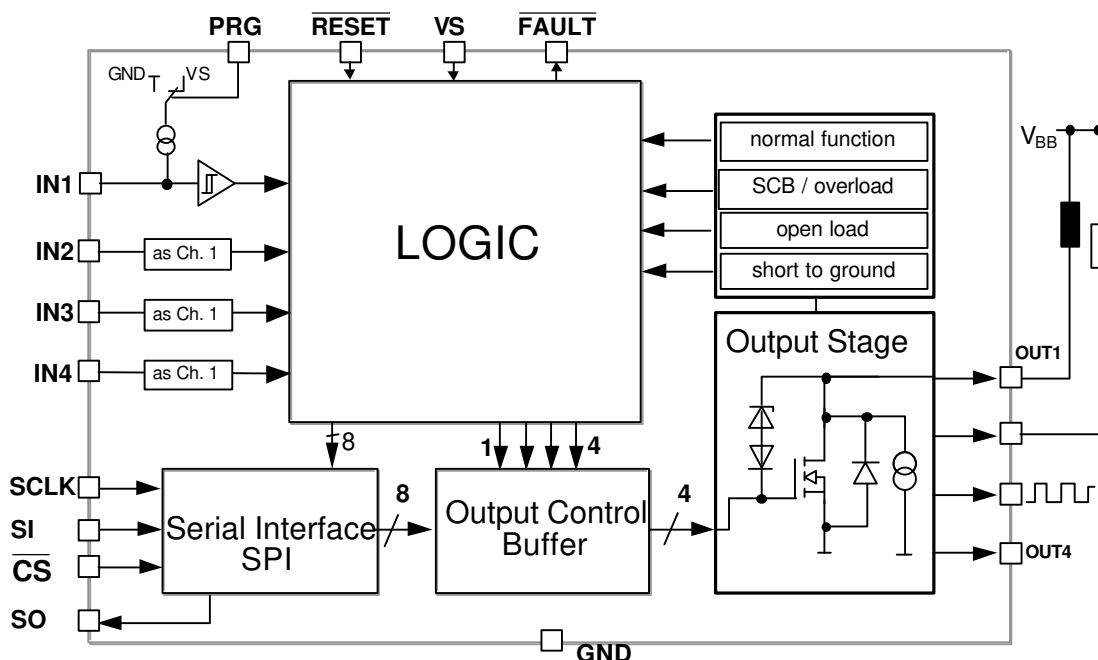 PRG RESET VS FAULT
GND VS
IN1
IN2 as Ch. 1
IN3 as Ch. 1
IN4 as Ch. 1
LOGIC
normal function
SCB / overload
open load
short to ground
VBB
Output Stage
OUT1
OUT4
8
1 4
SCLK
SI
CS
SO
Serial Interface
SPI
8
Output Control
Buffer
4
GND